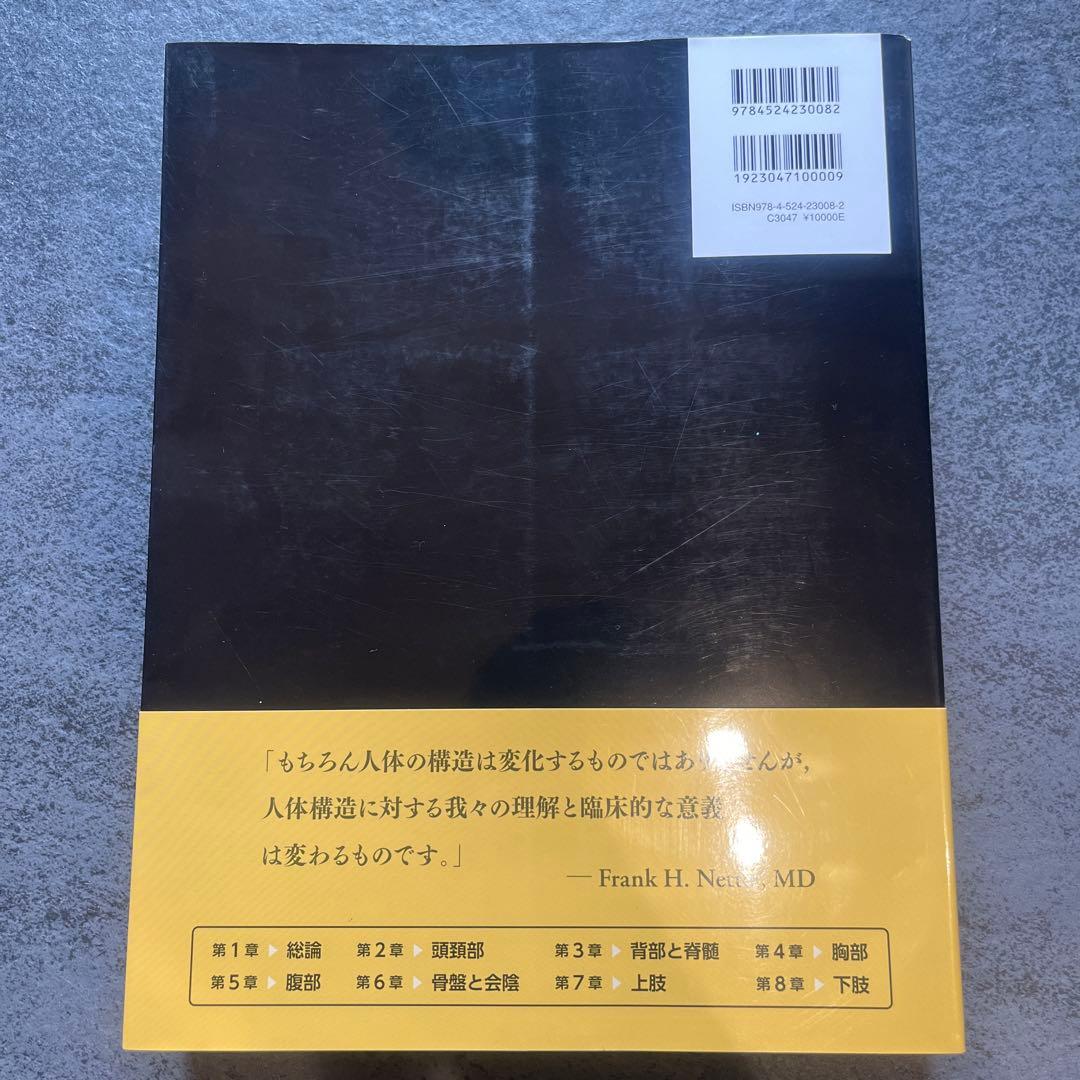 9784524230082
1923047100009
ISBN978-4-524-23008-2
C3047 ¥10000E
「もちろん人体の構造は変化するものではあ せんが，
人体構造に対する我々の理解と臨床的な意義
は変わるものです。」
— Frank H. , MD
第1章 ▶ 総論 第2章 ▶ 頭頚部 第3章 ▶ 背部と脊髄 第4章 ▶ 胸部
第5章 ▶ 腹部 第6章 ▶ 骨盤と会陰 第7章 ▶ 上肢 第8章 ▶ 下肢